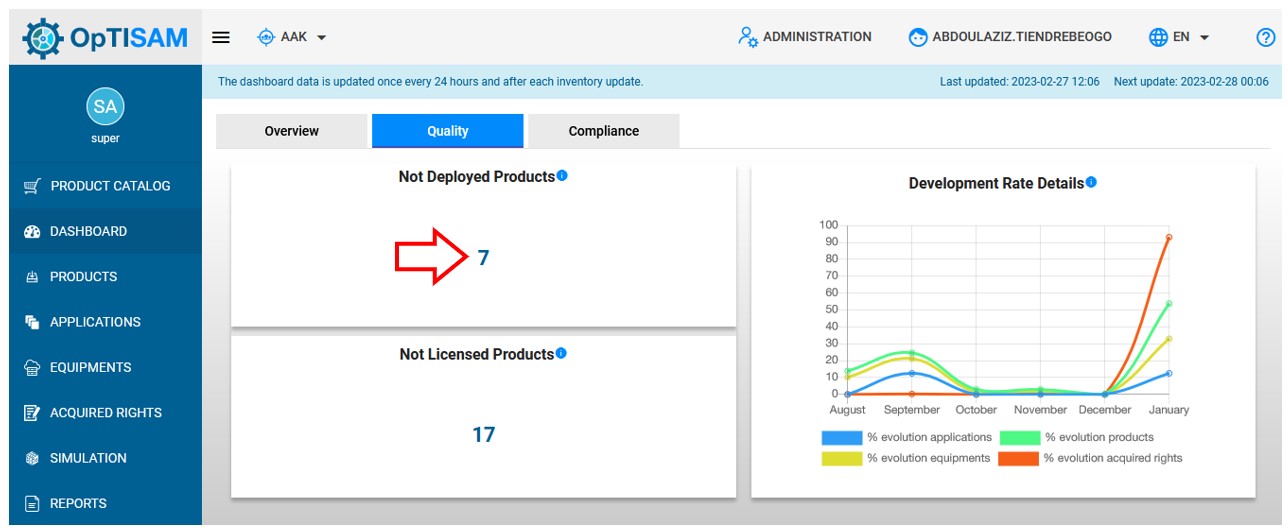 OpTISAM
AAK
ADMINISTRATION
ABDOULAZIZ.TIENDREBEOGO
EN
?
The dashboard data is updated once every 24 hours and after each inventory update.
Last updated: 2023-02-27 12:06 Next update: 2023-02-28 00:06
SA
super
PRODUCT CATALOG
DASHBOARD
PRODUCTS
APPLICATIONS
EQUIPMENTS
ACQUIRED RIGHTS
SIMULATION
REPORTS
Overview
Quality
Compliance
Not Deployed Products
7
Not Licensed Products
17
Development Rate Details
100
90
80
70
60
50
40
30
20
10
0
August September October November December January
% evolution applications % evolution products
% evolution equipments % evolution acquired rights